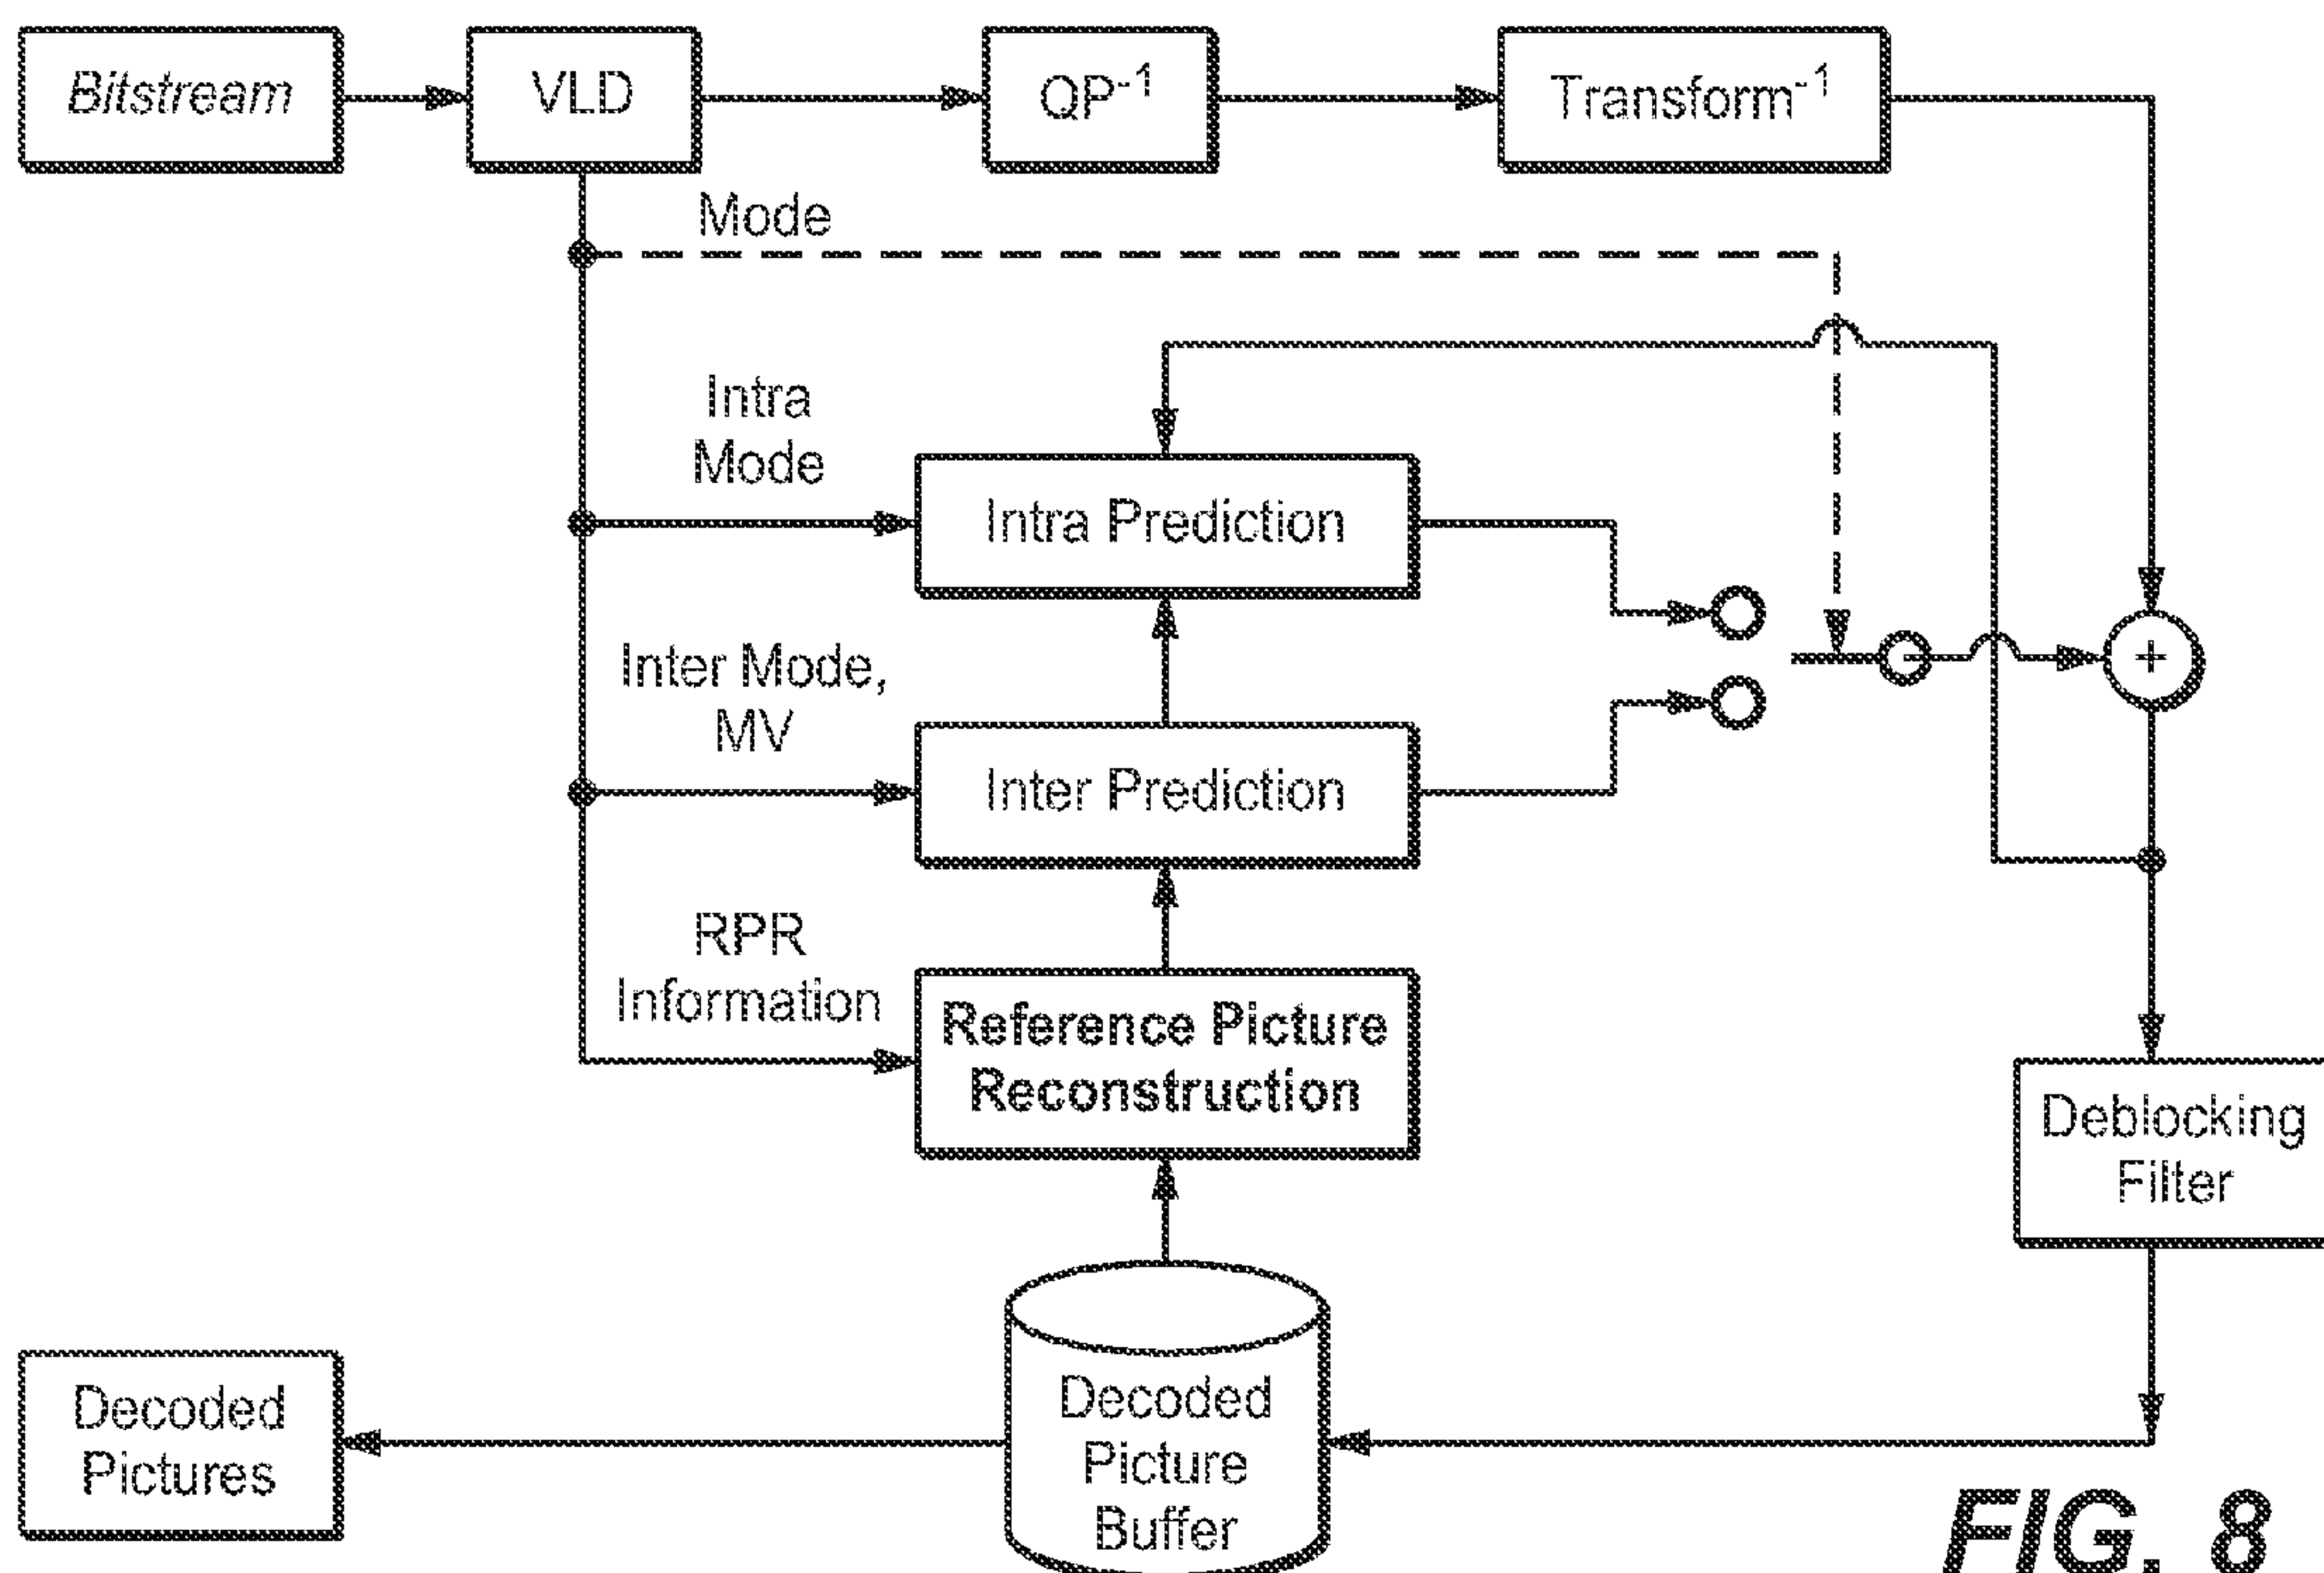 Bitstream
VLD
QP-1
Transform-1
Mode
Intra
Mode
Intra Prediction
Inter Mode,
MV
Inter Prediction
+
RPR
Information
Reference Picture
Reconstruction
Deblocking
Filter
Decoded
Picture
Buffer
Decoded
Pictures
FIG. 8